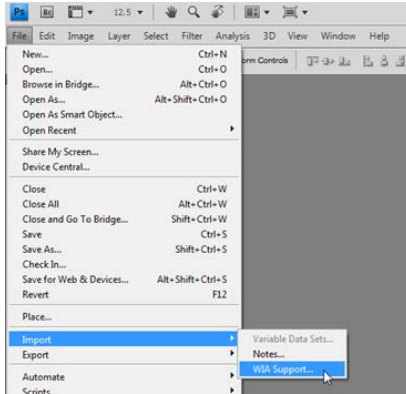 Ps Br 12.5
File Edit Image Layer Select Filter Analysis 3D View Window Help
New... Ctrl+N
Open... Ctrl+O
orm Controls
Browse in Bridge... Alt+Ctrl+O
Open As... Alt+Shift+Ctrl+O
Open As Smart Object...
Open Recent
Share My Screen...
Device Central...
Close Ctrl+W
Close All Alt+Ctrl+W
Close and Go To Bridge... Shift+Ctrl+W
Save Ctrl+S
Save As... Shift+Ctrl+S
Check In...
Save for Web & Devices... Alt+Shift+Ctrl+S
Revert F12
Place...
Import
Variable Data Sets...
Export
Notes...
WIA Support...
Automate
Scripts